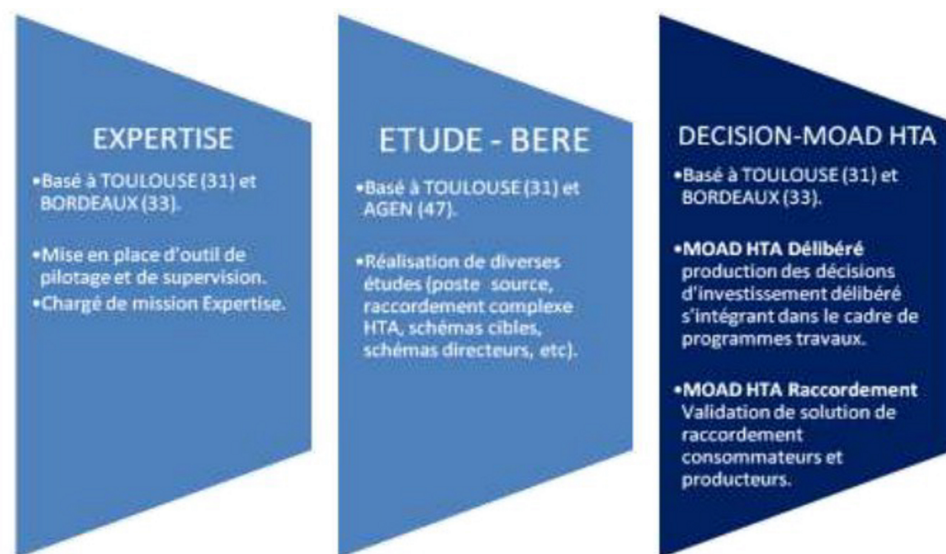 EXPERTISE
•Basé à TOULOUSE (31) et
BORDEAUX (33).
•Mise en place d'outil de
pilotage et de supervision.
•Chargé de mission Expertise.
ETUDE - BERE
•Basé à TOULOUSE (31) et
AGEN (47).
•Réalisation de diverses
études (poste source,
raccordement complexe
HTA, schémas cibles,
schémas directeurs, etc).
DECISION-MOAD HTA
•Basé à TOULOUSE (31) et
BORDEAUX (33).
•MOAD HTA Délibéré
production des décisions
d'investissement délibéré
s'intégrant dans le cadre de
programmes travaux.
•MOAD HTA Raccordement
Validation de solution de
raccordement
consommateurs et
producteurs.